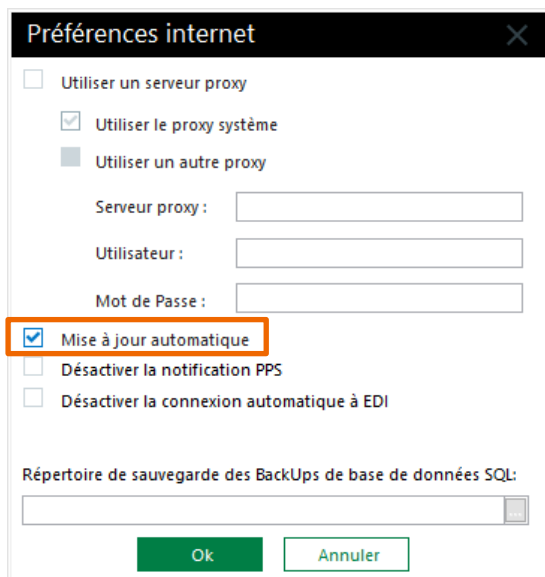 Préférences internet
Utiliser un serveur proxy
Utiliser le proxy système
Utiliser un autre proxy
Serveur proxy :
Utilisateur :
Mot de Passe :
Mise à jour automatique
Désactiver la notification PPS
Désactiver la connexion automatique à EDI
Répertoire de sauvegarde des BackUps de base de données SQL:
...
Ok Annuler